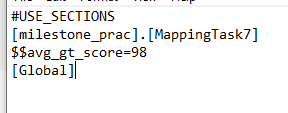 #USE_SECTIONS
[milestone_prac].[MappingTask7]
$$avg_gt_score=98
[Global]